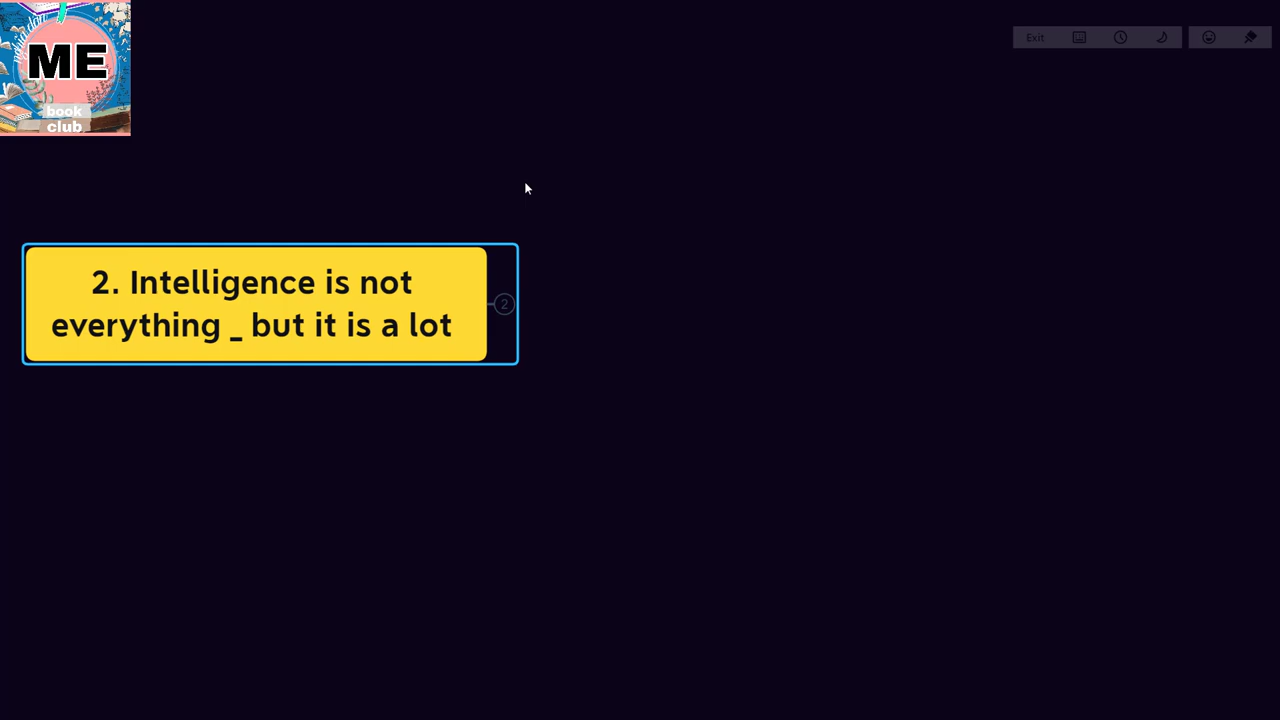 ME
book
club
Exit
2. Intelligence is not
everything _ but it is a lot
2